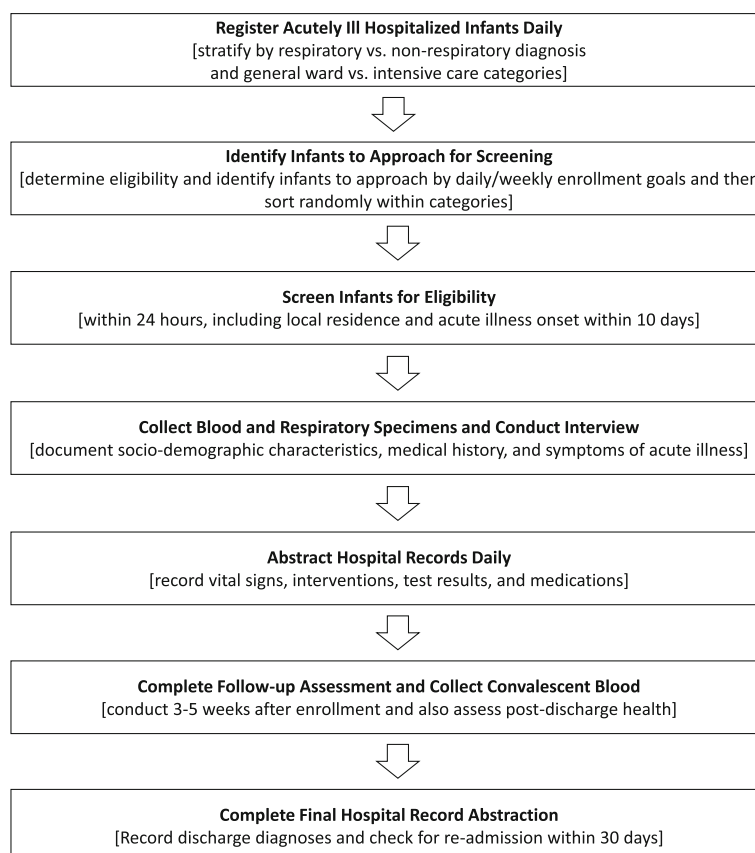 Register Acutely Ill Hospitalized Infants Daily
[stratify by respiratory vs. non-respiratory diagnosis
and general ward vs. intensive care categories]
Identify Infants to Approach for Screening
[determine eligibility and identify infants to approach by daily/weekly enrollment goals and then
sort randomly within categories]
Screen Infants for Eligibility
[within 24 hours, including local residence and acute illness onset within 10 days]
Collect Blood and Respiratory Specimens and Conduct Interview
[document socio-demographic characteristics, medical history, and symptoms of acute illness]
Abstract Hospital Records Daily
[record vital signs, interventions, test results, and medications]
Complete Follow-up Assessment and Collect Convalescent Blood
[conduct 3-5 weeks after enrollment and also assess post-discharge health]
Complete Final Hospital Record Abstraction
[Record discharge diagnoses and check for re-admission within 30 days]